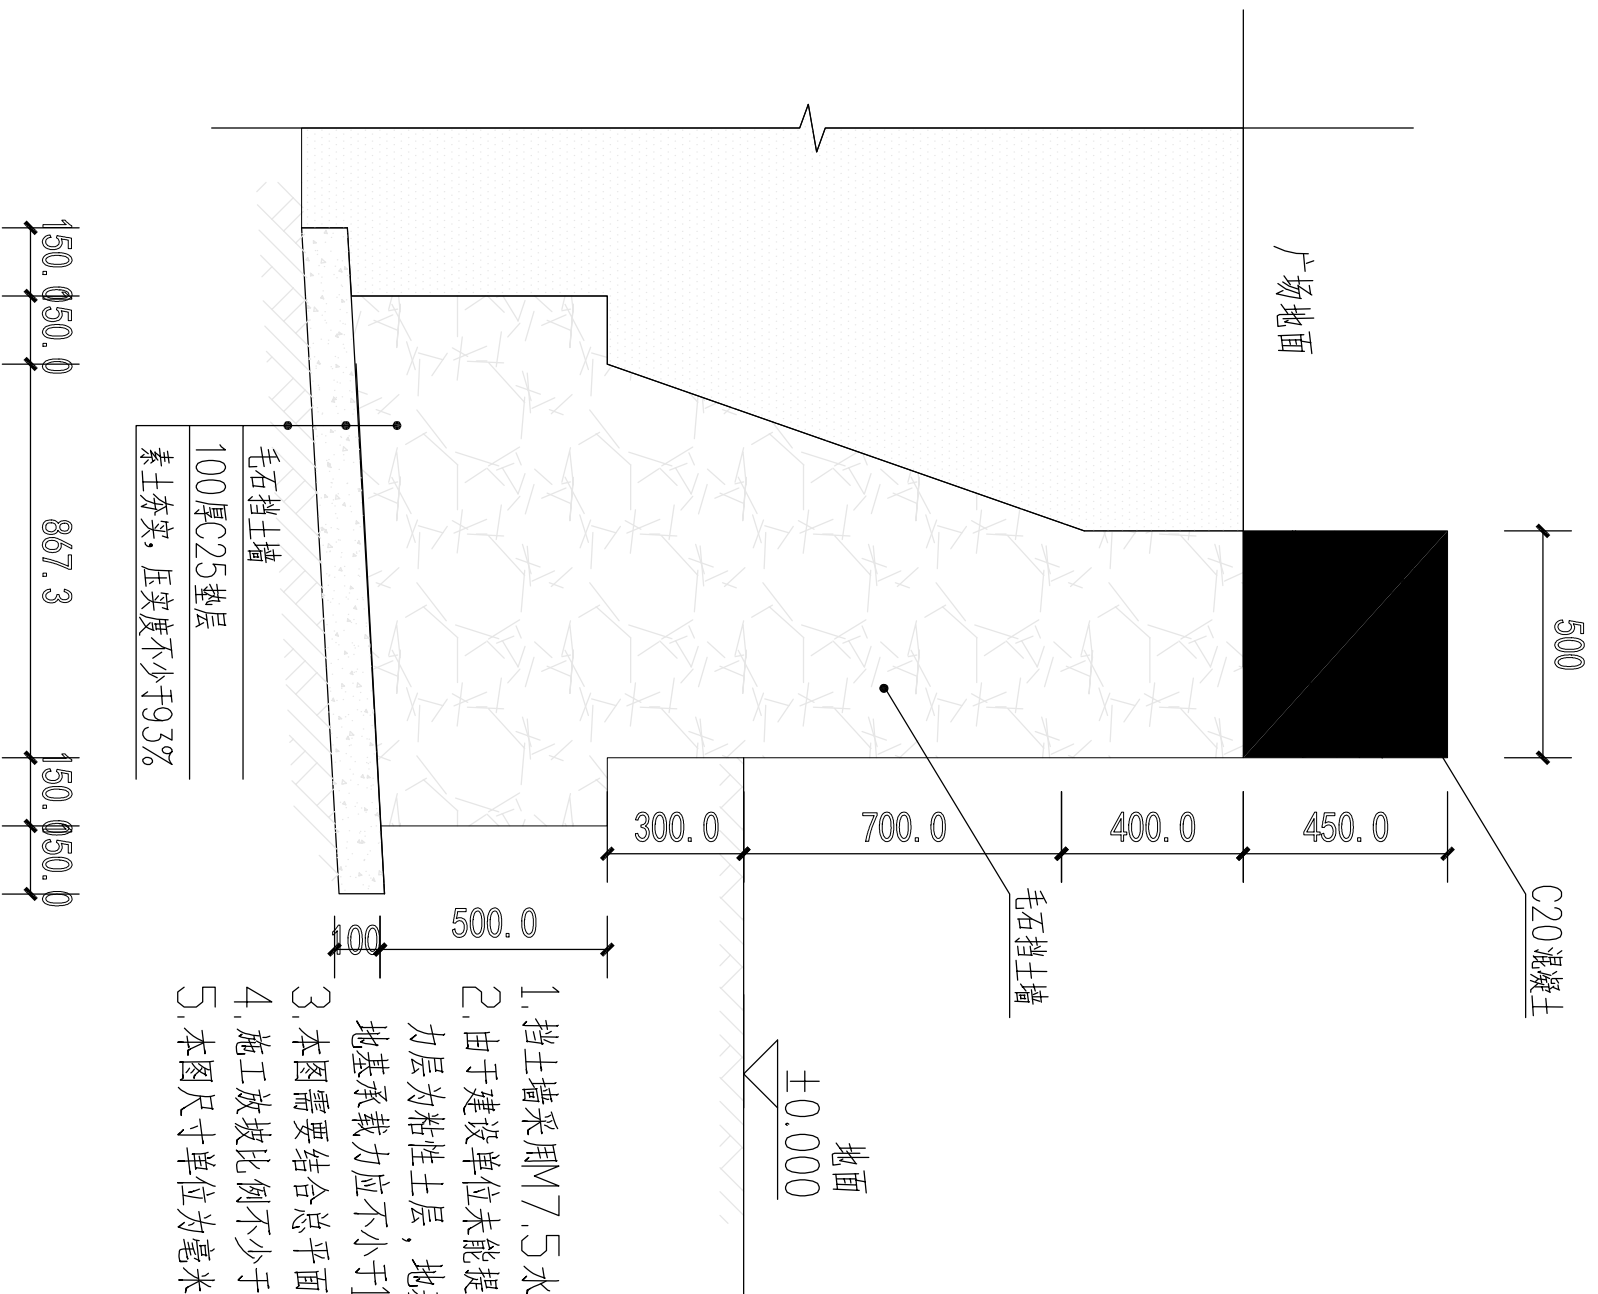 500
C20混凝土
广场地面
450.0
400.0
700.0
300.0
毛石挡土墙
地面
±0.000
500.0
100
毛石挡土墙
100厚C25垫层
素土夯实，压实度不少于93%
150.0
150.0
867.3
150.0
150.0
1.挡土墙采用M7.5水
2.由于建设单位未能提
力层为粘性土层，地
地基承载力应不小于1
3.本图需要结合总平面
4.施工放坡比例不少于
5.本图尺寸单位为毫米